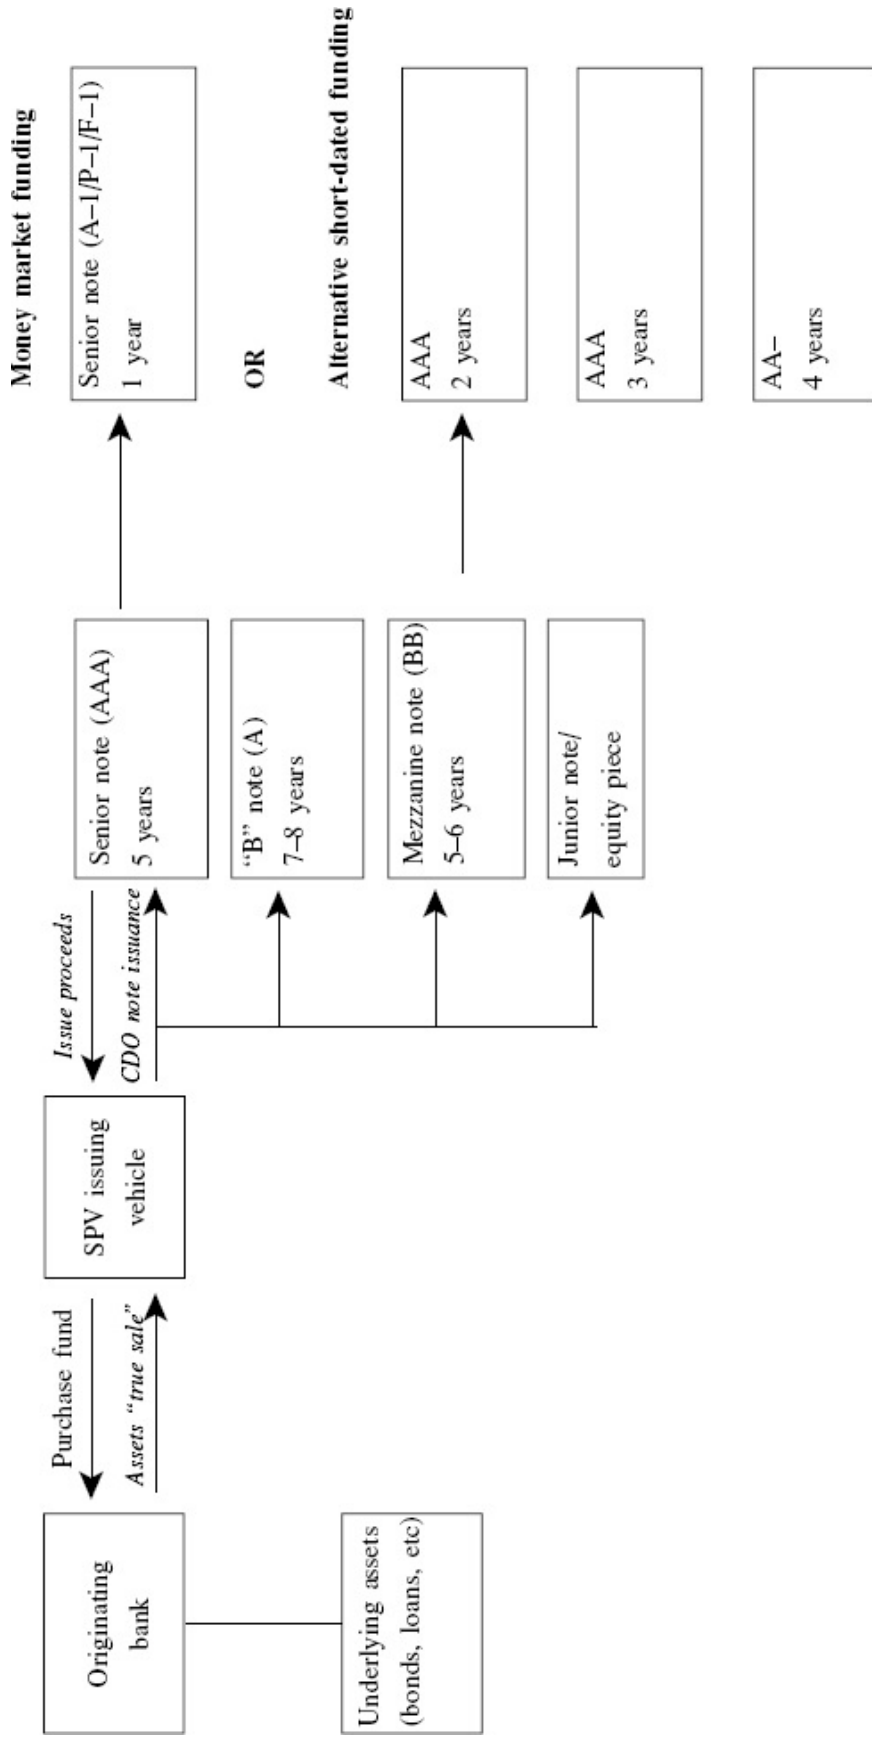 Originating
bank
Underlying assets
(bonds, loans, etc)
Purchase fund
Assets “true sale”
SPV issuing
vehicle
Issue proceeds
CDO note issuance
Senior note (AAA)
5 years
“B” note (A)
7–8 years
Mezzanine note (BB)
5–6 years
Junior note/
equity piece
Money market funding
Senior note (A–1/P–1/F–1)
1 year
OR
Alternative short-dated funding
AAA
2 years
AAA
3 years
AA–
4 years